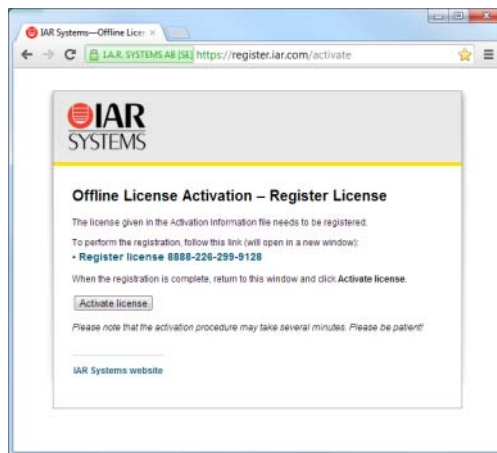 IAR Systems—Offline Licer
I.A.R. SYSTEMS AB [SE] https://register.iar.com/activate
IAR
SYSTEMS
Offline License Activation – Register License
The license given in the Activation Information file needs to be registered.
To perform the registration, follow this link (will open in a new window):
• Register license 8888-226-299-9128
When the registration is complete, return to this window and click Activate license.
Activate license
Please note that the activation procedure may take several minutes. Please be patient!
IAR Systems website